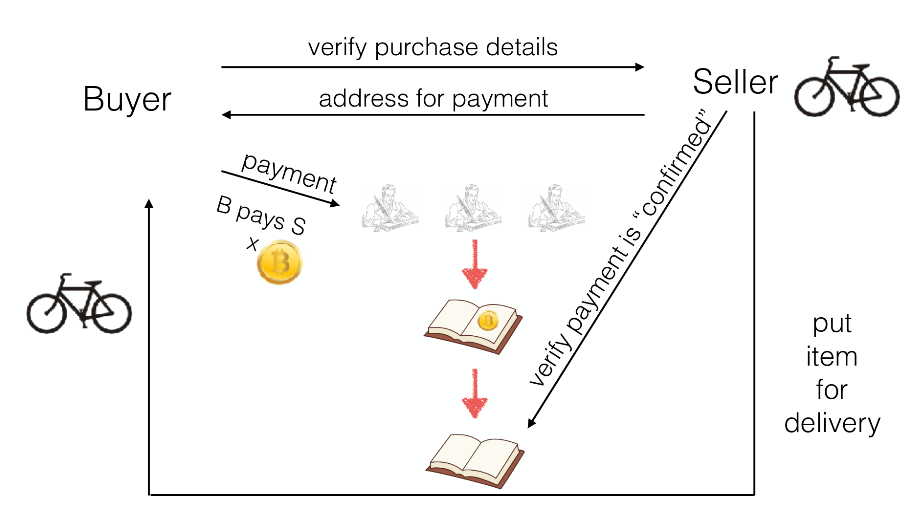 verify purchase details
Buyer
Seller
address for payment
payment
B pays S
x
B
verify payment is “confirmed”
B
put
item
for
delivery